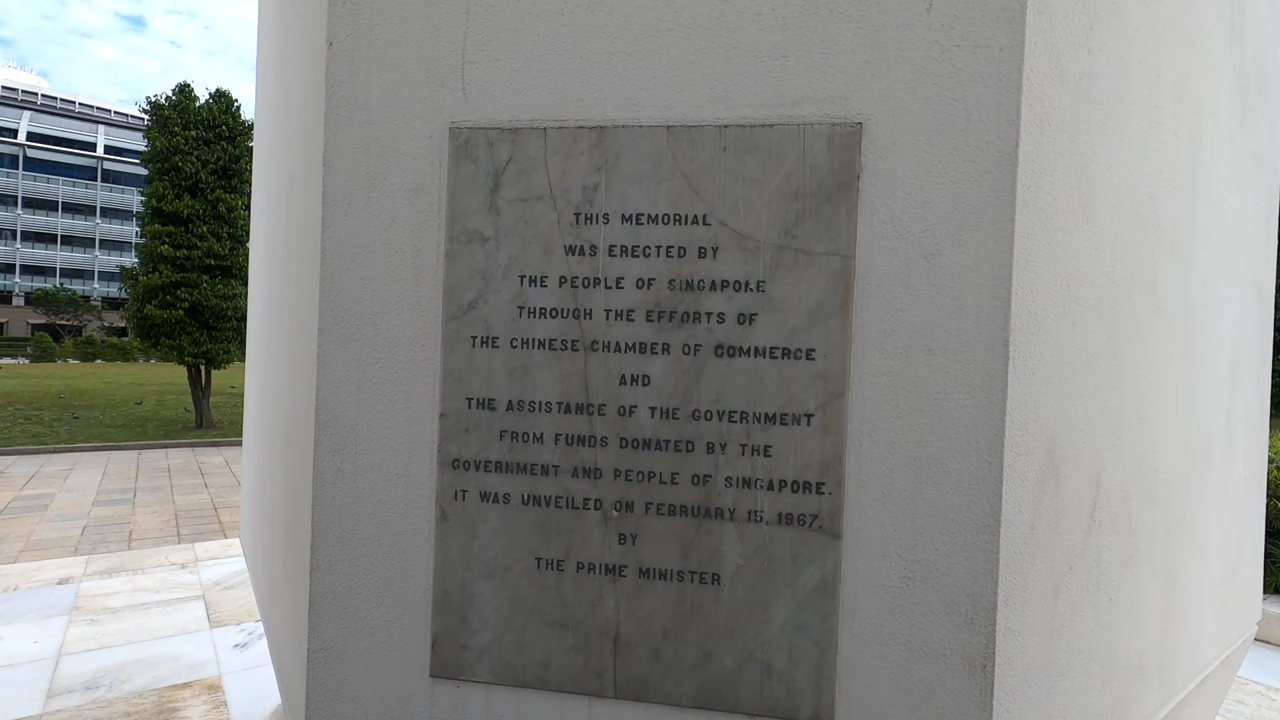 THIS MEMORIAL
WAS ERECTED BY
THE PEOPLE OF SINGAPORE
THROUGH THE EFFORTS OF
THE CHINESE CHAMBER OF COMMERCE
AND
THE ASSISTANCE OF THE GOVERNMENT
FROM FUNDS DONATED BY THE
GOVERNMENT AND PEOPLE OF SINGAPORE.
IT WAS UNVEILED ON FEBRUARY 15, 1967.
BY
THE PRIME MINISTER